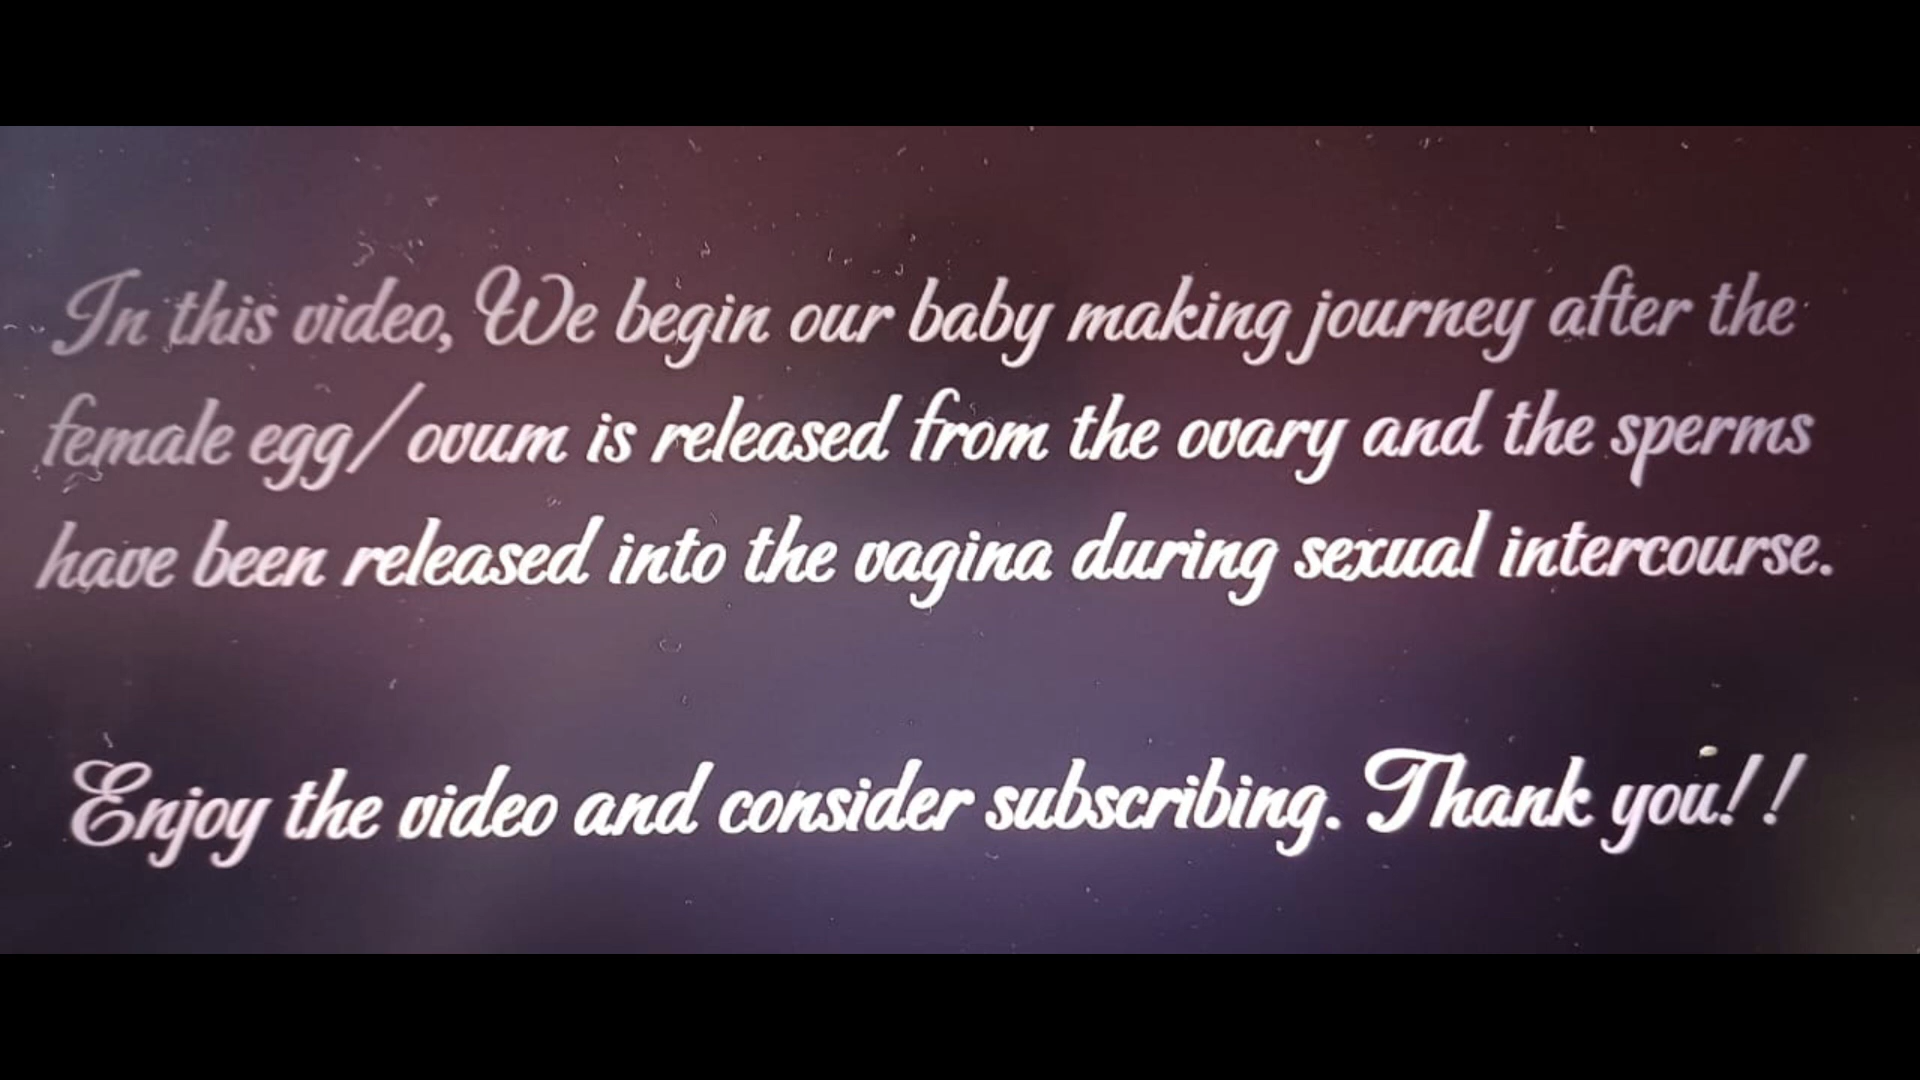 In this video, We begin our baby making journey after the
female egg/ovum is released from the ovary and the sperms
have been released into the vagina during sexual intercourse.
Enjoy the video and consider subscribing. Thank you!!